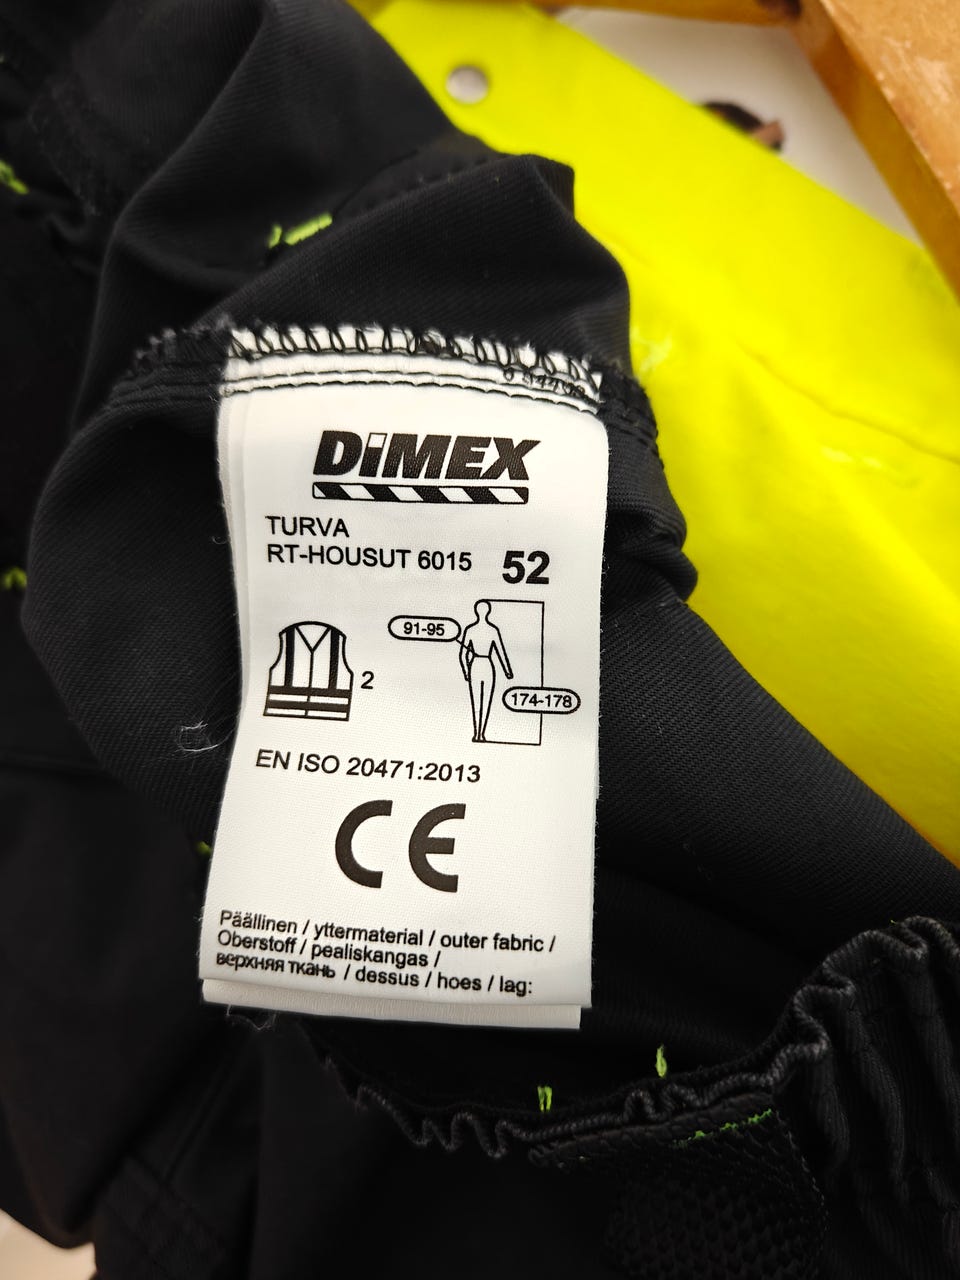 DiMEX
TURVA
RT-HOUSUT 6015 52
91-95
2
174-178
EN ISO 20471:2013
CE
Päällinen / yttermaterial / outer fabric /
Oberstoff / pealiskangas /
верхняя ткань / dessus / hoes / lag: